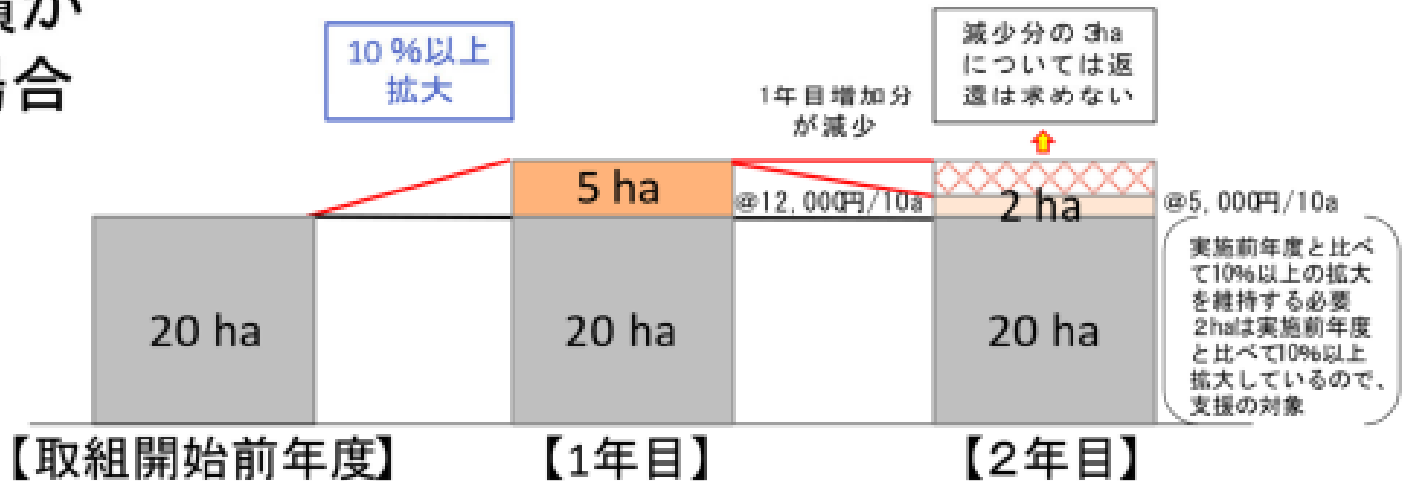 場合
10 %以上
拡大
1年目増加分
が減少
減少分の 3ha
については返
還は求めない
5 ha
@12,000円/10a
2 ha
@5,000円/10a
20 ha
20 ha
20 ha
実施前年度と比べ
て10%以上の拡大
を維持する必要
2haは実施前年度
と比べて10%以上
拡大しているので、
支援の対象
【取組開始前年度】
【1年目】
【２年目】